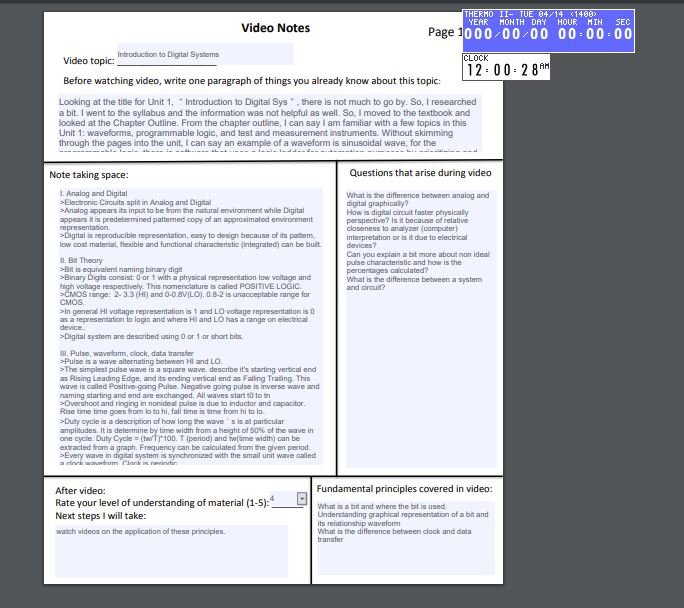 Video Notes
Page 1
THERMO II- TUE 04/14 (1400)
YEAR MONTH DAY HOUR MIN SEC
000/00/00 00:00:00
CLOCK
12:00:28 AM
Video topic: Introduction to Digital Systems
Before watching video, write one paragraph of things you already know about this topic:
Looking at the title for Unit 1, " Introduction to Digital Sys ", there is not much to go by. So, I researched
a bit. I went to the syllabus and the information was not helpful as well. So, I moved to the textbook and
looked at the Chapter Outline. From the chapter outline, I can say I am familiar with a few topics in this
Unit 1: waveforms, programmable logic, and test and measurement instruments. Without skimming
through the pages into the unit, I can say an example of a waveform is sinusoidal wave, for the
programmable logic, there is software that uses a logic ladder for automation purposes by prioritizing and
Note taking space:
I. Analog and Digital
>Electronic Circuits split in Analog and Digital
>Analog appears its input to be from the natural environment while Digital
appears it is predetermined patterned copy of an approximated environment
representation.
>Digital is reproducible representation, easy to design because of its pattern,
low cost material, flexible and functional characteristic (integrated) can be built.
II. Bit Theory
>Bit is equivalent naming binary digit
>Binary Digits consist: 0 or 1 with a physical representation low voltage and
high voltage respectively. This nomenclature is called POSITIVE LOGIC.
>CMOS range: 2- 3.3 (HI) and 0-0.8V(LO). 0.8-2 is unacceptable range for
CMOS.
>In general HI voltage representation is 1 and LO voltage representation is 0
as a representation to logic and where HI and LO has a range on electrical
device..
>Digital system are described using 0 or 1 or short bits.
III. Pulse, waveform, clock, data transfer
>Pulse is a wave alternating between HI and LO.
>The simplest pulse wave is a square wave. describe it's starting vertical end
as Rising Leading Edge, and its ending vertical end as Falling Trailing. This
wave is called Positive-going Pulse. Negative going pulse is inverse wave and
naming starting and end are exchanged. All waves start t0 to tn
>Overshoot and ringing in nonideal pulse is due to inductor and capacitor.
Rise time time goes from lo to hi, fall time is time from hi to lo.
>Duty cycle is a description of how long the wave ' s is at particular
amplitudes. It is determine by time width from a height of 50% of the wave in
one cycle. Duty Cycle = (tw/T)*100. T (period) and tw(time width) can be
extracted from a graph. Frequency can be calculated from the given period.
>Every wave in digital system is synchronized with the small unit wave called
a clock waveform. Clock is periodic
Questions that arise during video
What is the difference between analog and
digital graphically?
How is digital circuit faster physically
perspective? Is it because of relative
closeness to analyzer (computer)
interpretation or is it due to electrical
devices?
Can you explain a bit more about non ideal
pulse characteristic and how is the
percentages calculated?
What is the difference between a system
and circuit?
After video:
Rate your level of understanding of material (1-5): 4
Next steps I will take:
watch videos on the application of these principles.
Fundamental principles covered in video:
What is a bit and where the bit is used.
Understanding graphical representation of a bit and
its relationship waveform
What is the difference between clock and data
transfer